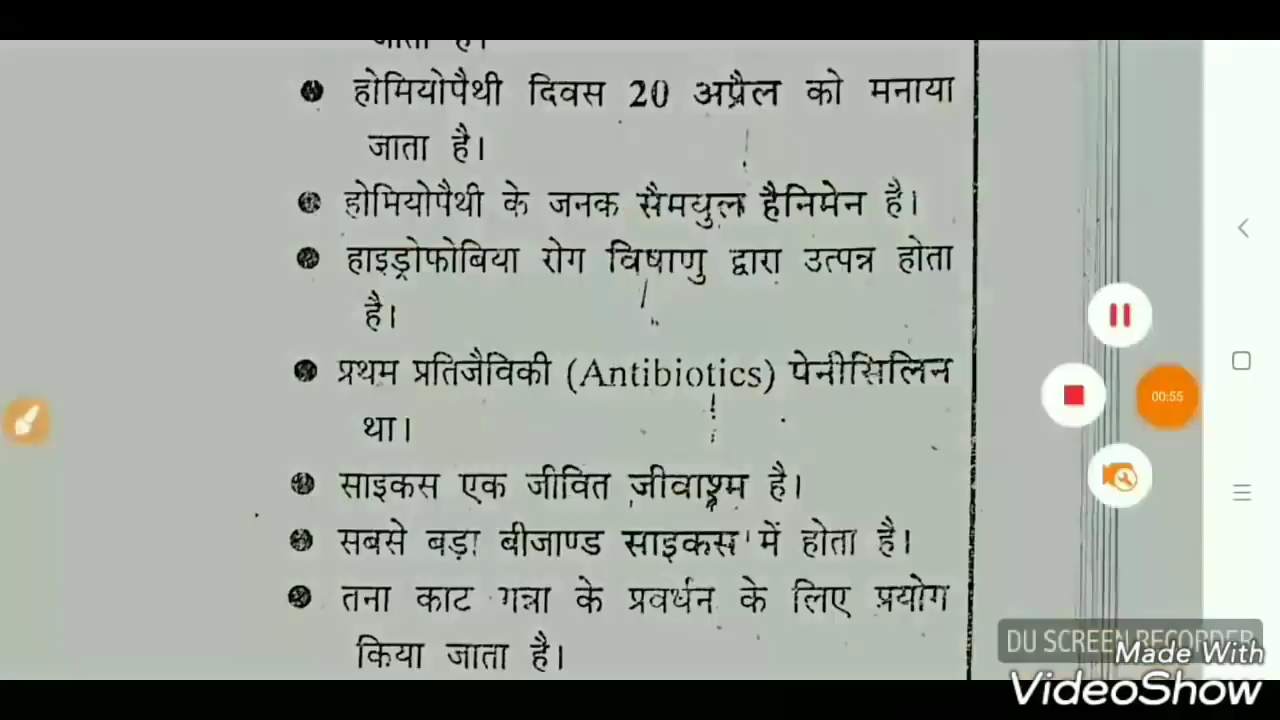 जाता है।
होमियोपैथी दिवस 20 अप्रैल को मनाया
जाता है।
होमियोपैथी के जनक सैमयुल हैनिमेन है।
हाइड्रोफोबिया रोग विषाणु द्वारा उत्पन्न होता
है।
प्रथम प्रतिजैविकी (Antibiotics) पेनीसिलिन
था।
साइकस एक जीवित जीवाश्म है।
सबसे बड़ा बीजाण्ड साइकस में होता है।
तना काट गन्ना के प्रवर्धन के लिए प्रयोग
किया जाता है।
00:55
DU SCREEN RECORDER
Made With
VideoShow